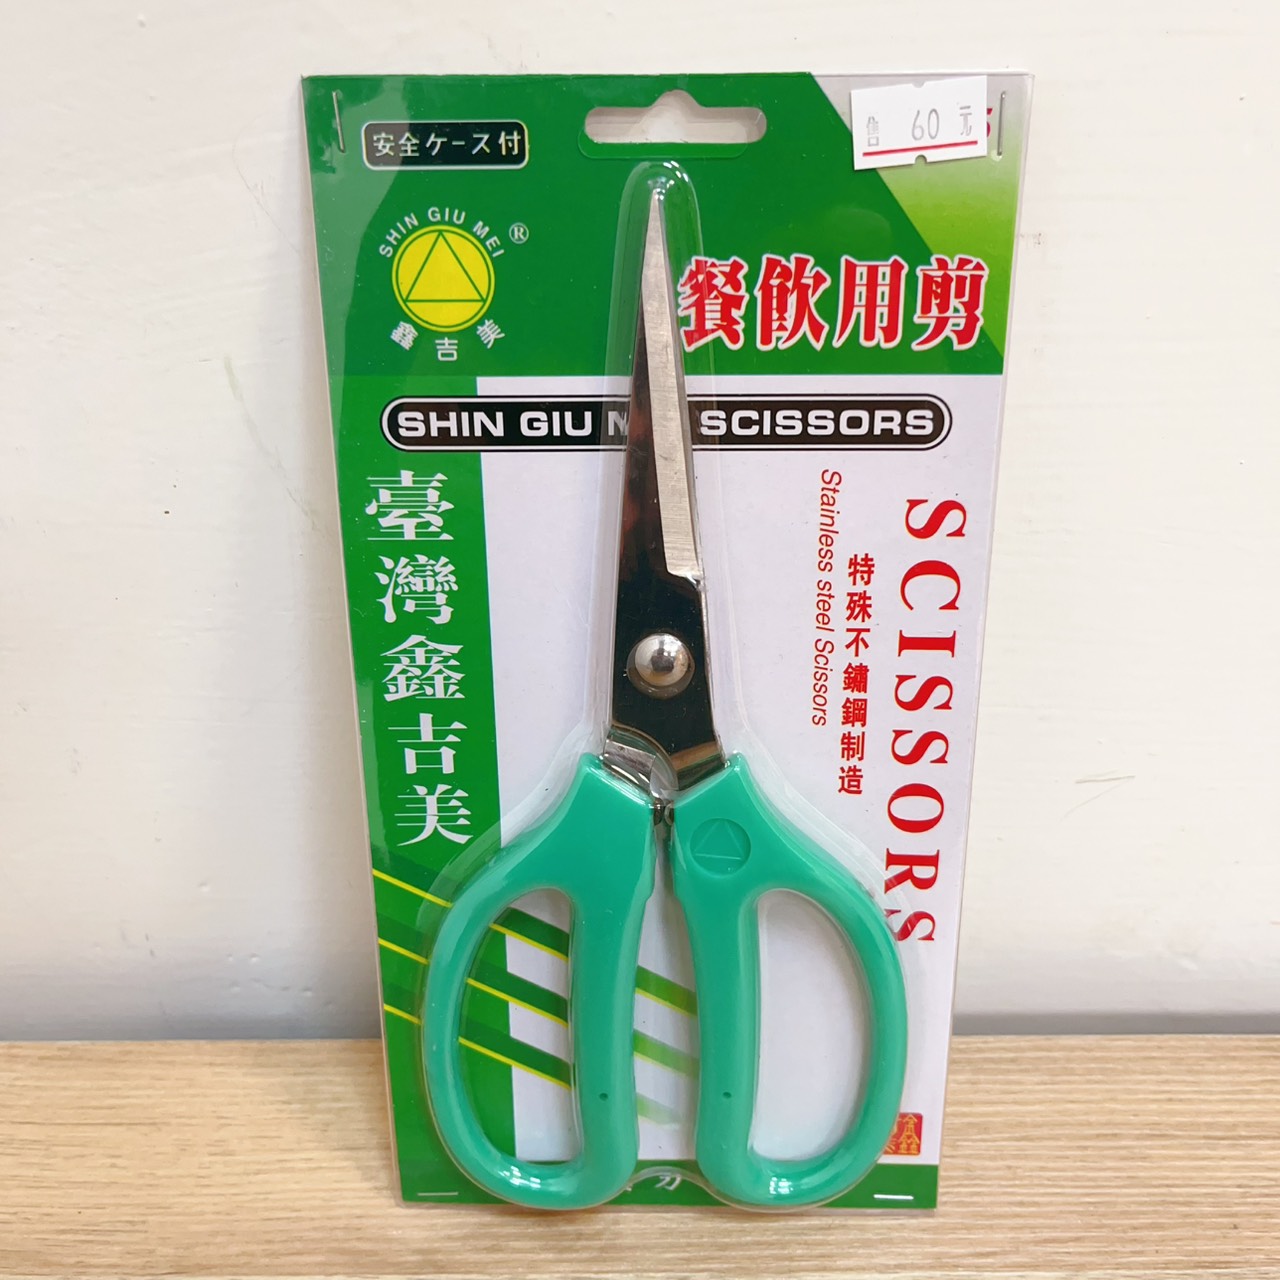 安全ケース付
售 60 元
5
SHIN GIU MEI ®
鑫吉美
餐飲用剪
SHIN GIU M SCISSORS
臺灣鑫吉美
Stainless steel Scissors
特殊不鏽鋼制造
SCISSORS
刀